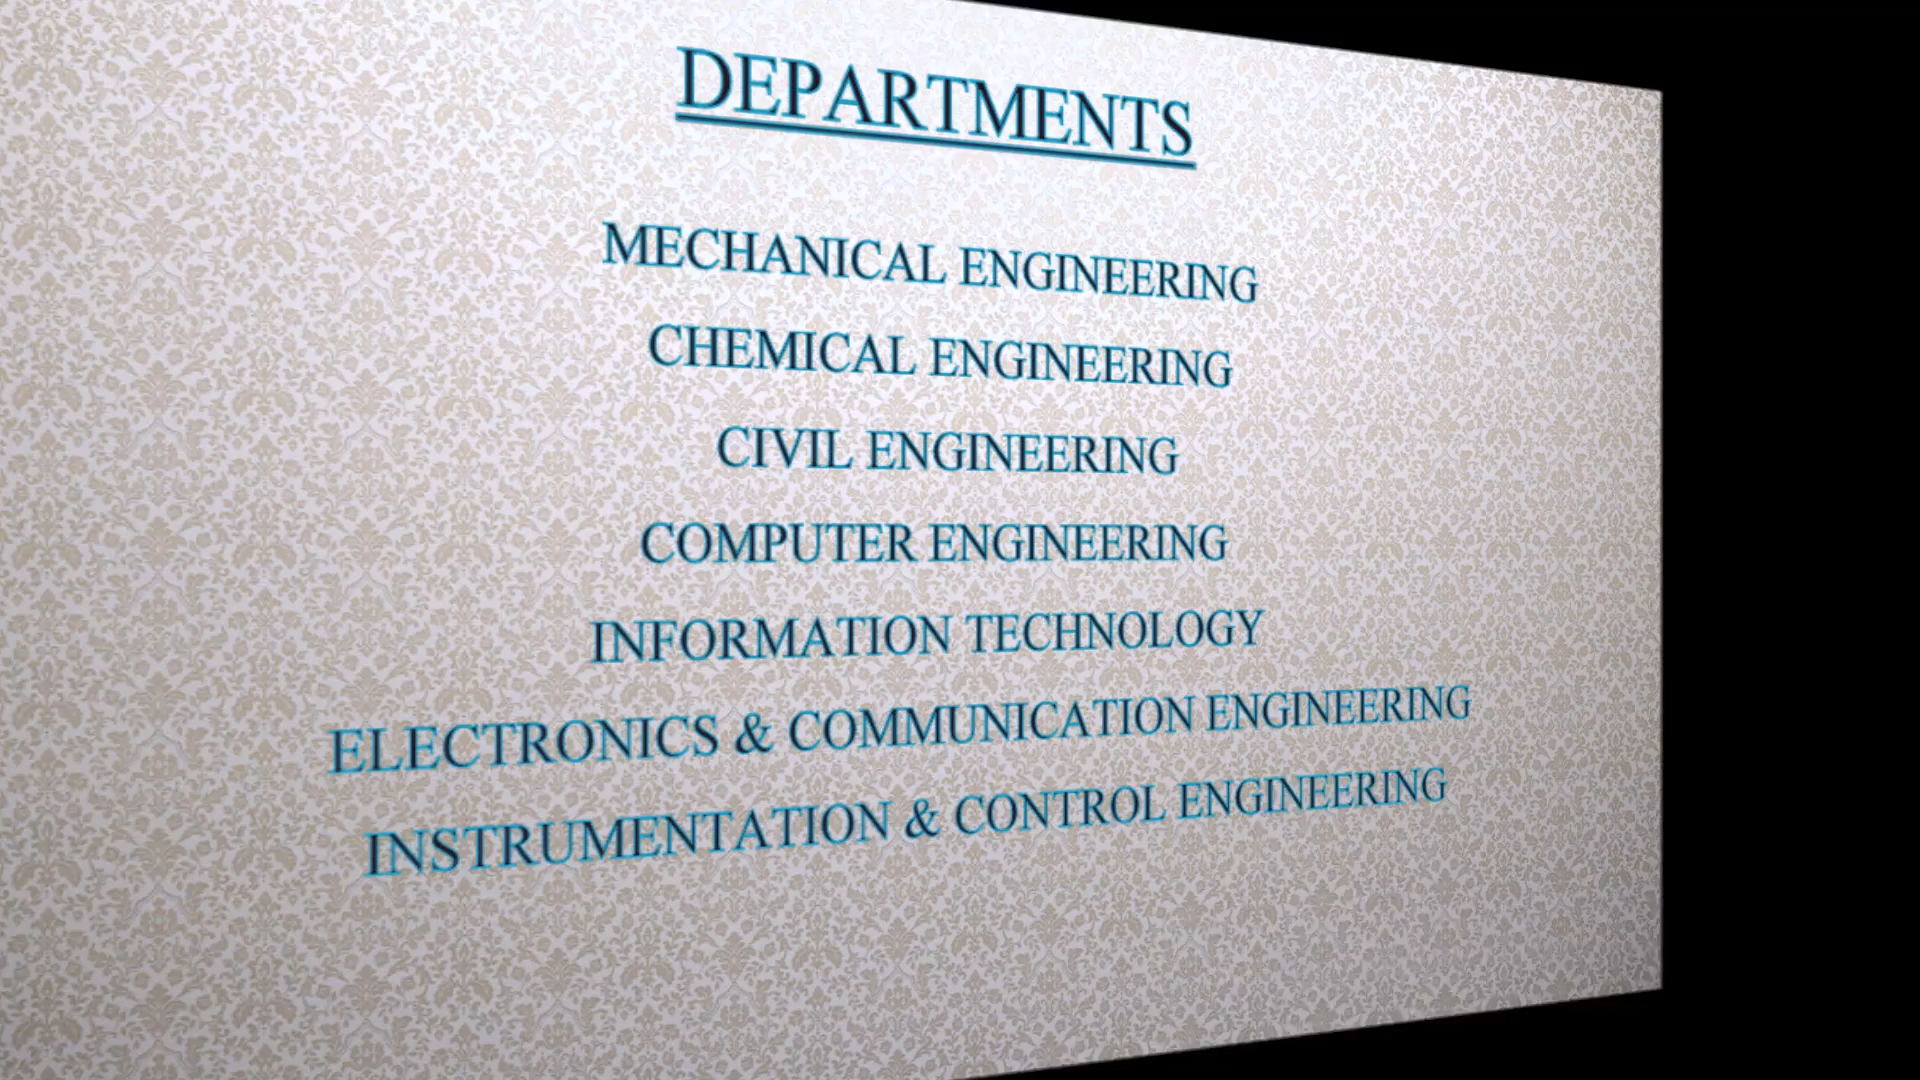 DEPARTMENTS
MECHANICAL ENGINEERING
CHEMICAL ENGINEERING
CIVIL ENGINEERING
COMPUTER ENGINEERING
INFORMATION TECHNOLOGY
ELECTRONICS & COMMUNICATION ENGINEERING
INSTRUMENTATION & CONTROL ENGINEERING